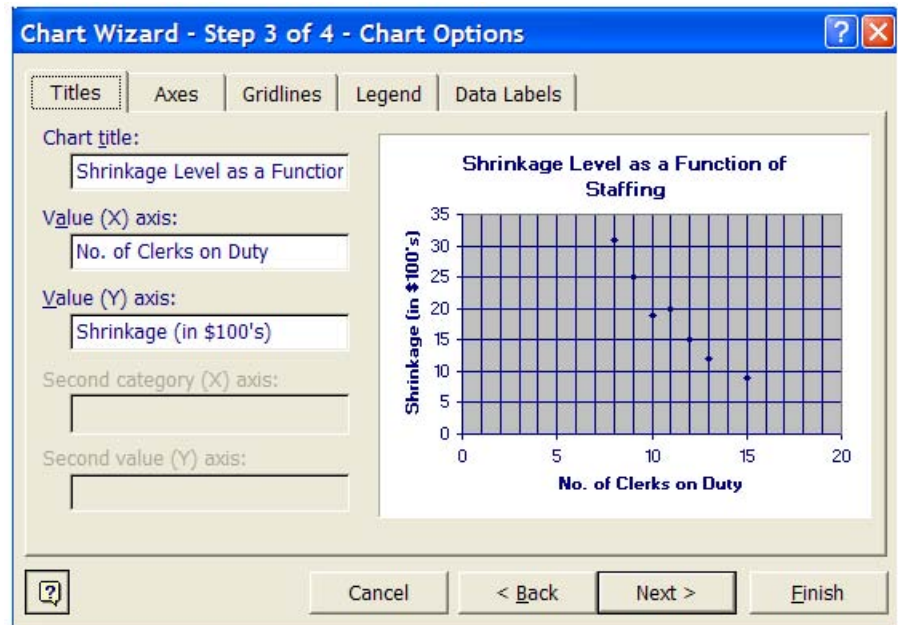 Chart Wizard - Step 3 of 4 - Chart Options
Titles
Axes
Gridlines
Legend
Data Labels
Chart title:
Shrinkage Level as a Function
Value (X) axis:
No. of Clerks on Duty
Value (Y) axis:
Shrinkage (in $100's)
Second category (X) axis:
Second value (Y) axis:
Shrinkage Level as a Function of
Staffing
Shrinkage (in $100's)
35
30
25
20
15
10
5
0
0 5 10 15 20
No. of Clerks on Duty
?
Cancel
< Back
Next >
Finish